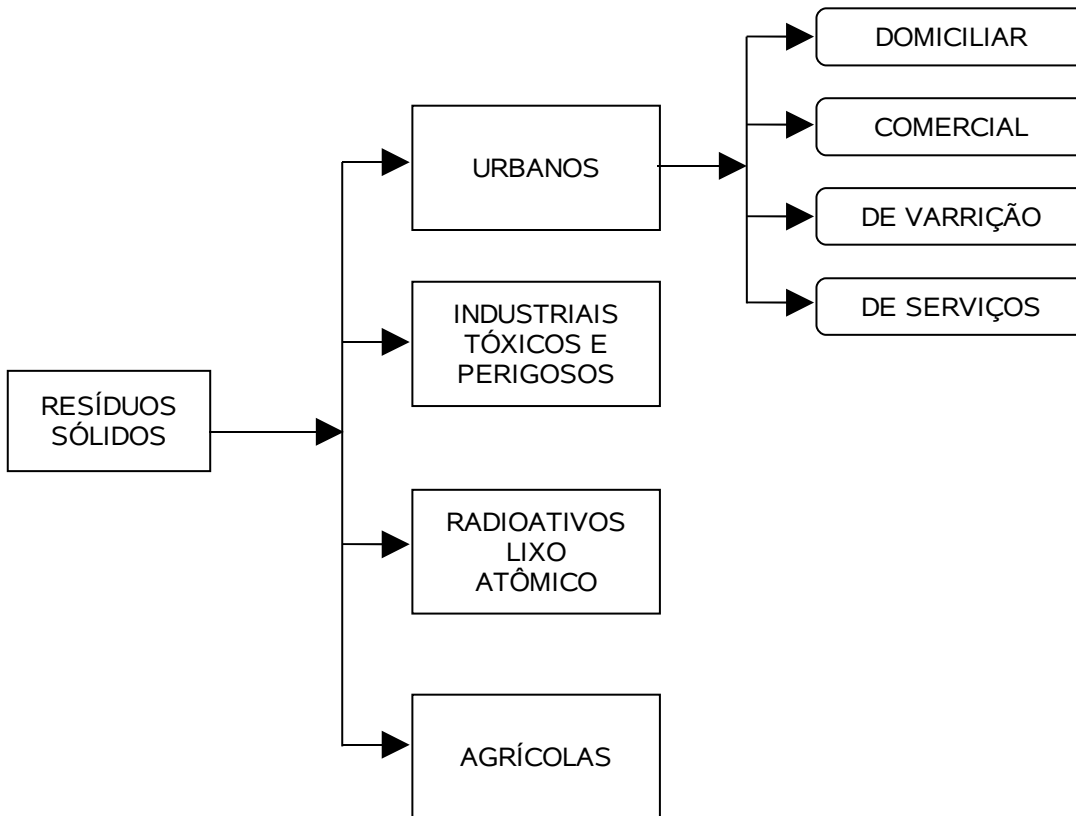 RESÍDUOS
SÓLIDOS
URBANOS
DOMICILIAR
COMERCIAL
DE VARRIÇÃO
DE SERVIÇOS
INDUSTRIAIS
TÓXICOS E
PERIGOSOS
RADIOATIVOS
LIXO
ATÔMICO
AGRÍCOLAS